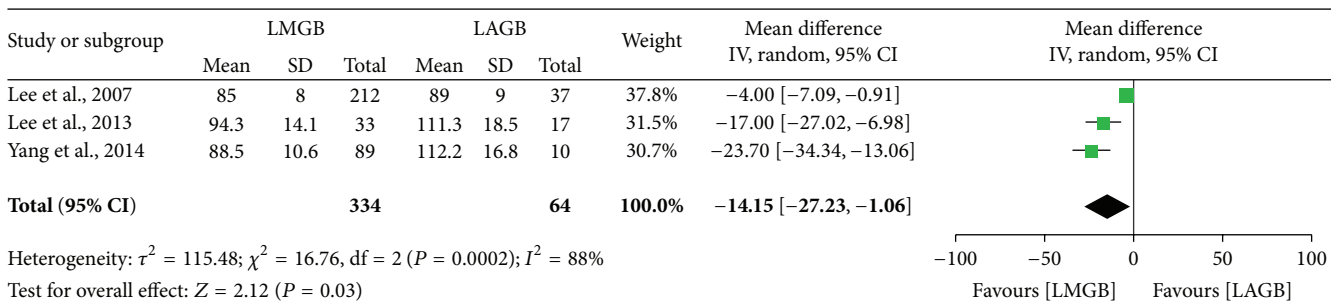 Study or subgroup LMGB LAGB Weight Mean difference IV, random, 95% CI Mean difference IV, random, 95% CI
Mean SD Total Mean SD Total
Lee et al., 2007 85 8 212 89 9 37 37.8% −4.00 [−7.09, −0.91]
Lee et al., 2013 94.3 14.1 33 111.3 18.5 17 31.5% −17.00 [−27.02, −6.98]
Yang et al., 2014 88.5 10.6 89 112.2 16.8 10 30.7% −23.70 [−34.34, −13.06]
Total (95% CI) 334 64 100.0% −14.15 [−27.23, −1.06]
Heterogeneity: τ² = 115.48; χ² = 16.76, df = 2 (P = 0.0002); I² = 88%
Test for overall effect: Z = 2.12 (P = 0.03)
−100 −50 0 50 100
Favours [LMGB] Favours [LAGB]